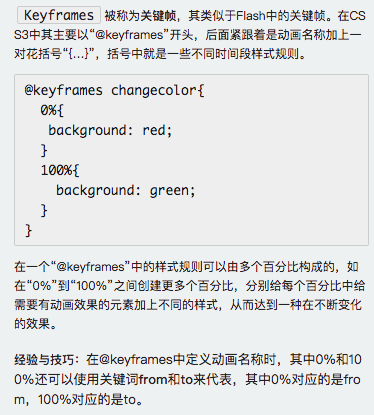 Keyframes 被称为关键帧，其类似于Flash中的关键帧。在CS
S3中其主要以“@keyframes”开头，后面紧跟着是动画名称加上一
对花括号“{...}”，括号中就是一些不同时间段样式规则。
@keyframes changecolor{
  0%{
   background: red;
  }
  100%{
    background: green;
  }
}
在一个“@keyframes”中的样式规则可以由多个百分比构成的，如
在“0%”到“100%”之间创建更多个百分比，分别给每个百分比中给
需要有动画效果的元素加上不同的样式，从而达到一种在不断变化
的效果。
经验与技巧：在@keyframes中定义动画名称时，其中0%和10
0%还可以使用关键词from和to来代表，其中0%对应的是fro
m，100%对应的是to。